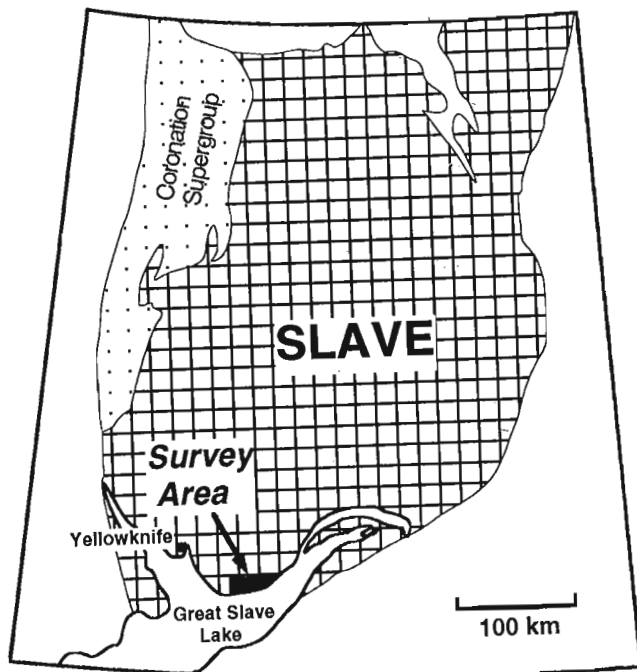 Coronation
Supergroup
SLAVE
Survey
Area
Yellowknife
Great Slave
Lake
100 km